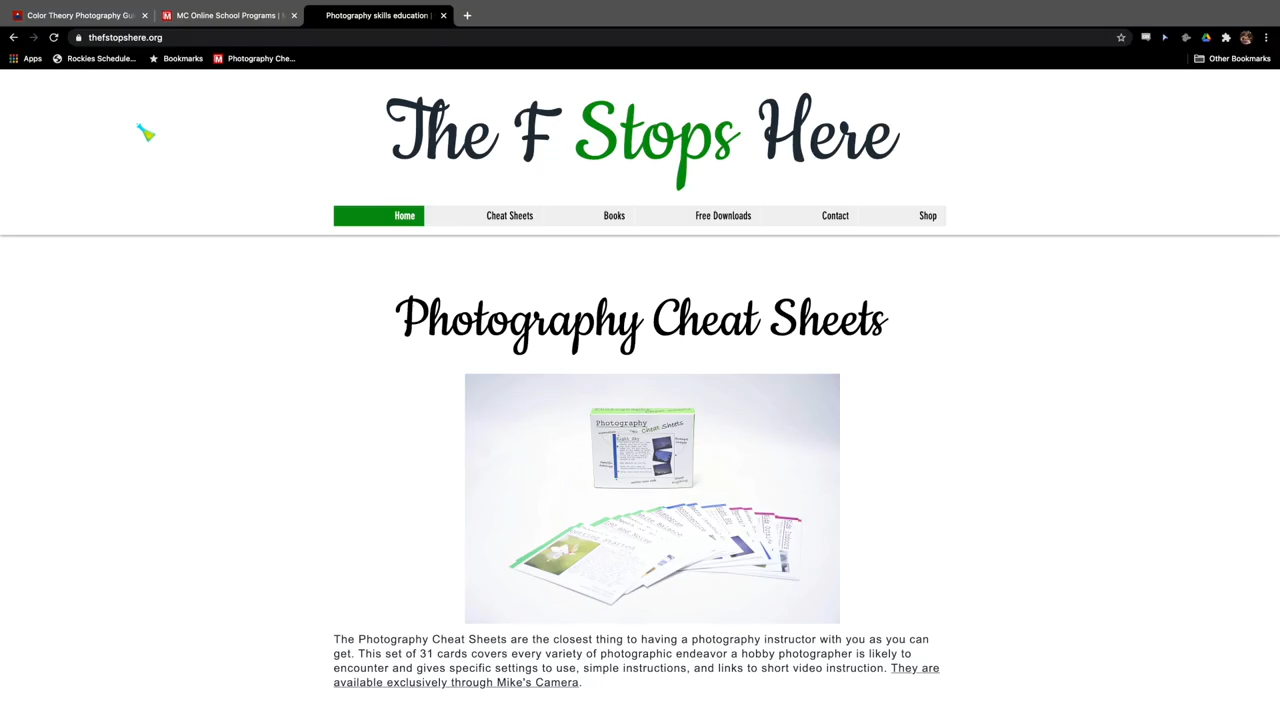 Color Theory Photography Gui
MC Online School Programs |
Photography skills education |
thefstopshere.org
Apps
Rockies Schedule...
Bookmarks
Photography Che...
Other Bookmarks
The F Stops Here
Home
Cheat Sheets
Books
Free Downloads
Contact
Shop
Photography Cheat Sheets
Photography
Cheat Sheets
Night Sky
The Photography Cheat Sheets are the closest thing to having a photography instructor with you as you can
get. This set of 31 cards covers every variety of photographic endeavor a hobby photographer is likely to
encounter and gives specific settings to use, simple instructions, and links to short video instruction. They are
available exclusively through Mike's Camera.